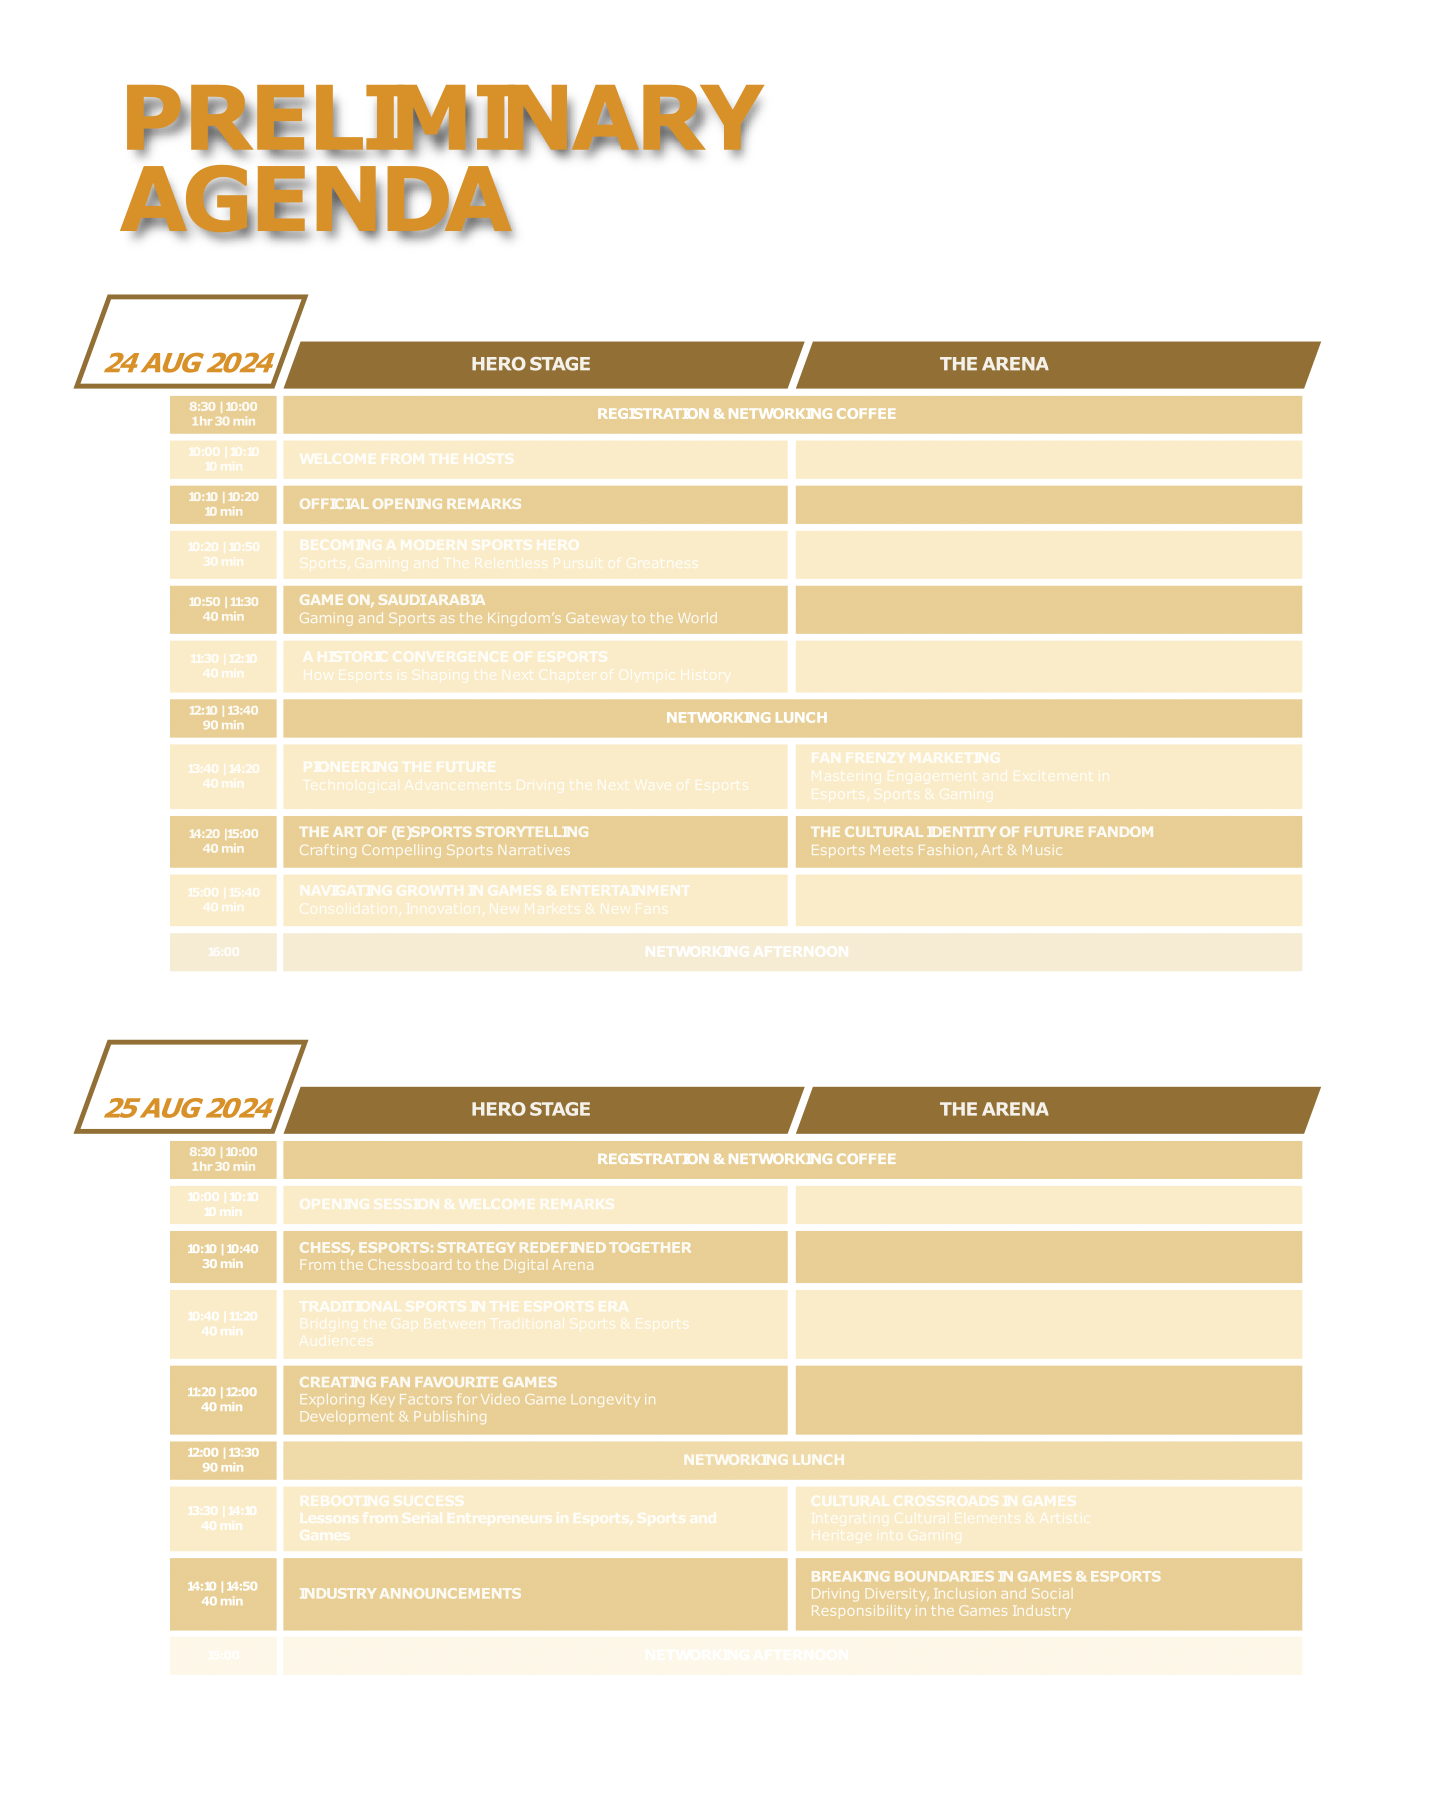 PRELIMINARY
AGENDA
24 AUG 2024
HERO STAGE
THE ARENA
8:30 | 10:00
1 hr 30 min
REGISTRATION & NETWORKING COFFEE
10:00 | 10:10
10 min
WELCOME FROM THE HOSTS
10:10 | 10:20
10 min
OFFICIAL OPENING REMARKS
10:20 | 10:50
30 min
BECOMING A MODERN SPORTS HERO
Sports, Gaming and The Relentless Pursuit of Greatness
10:50 | 11:30
40 min
GAME ON, SAUDI ARABIA
Gaming and Sports as the Kingdom’s Gateway to the World
11:30 | 12:10
40 min
A HISTORIC CONVERGENCE OF ESPORTS
How Esports is Shaping the Next Chapter of Olympic History
12:10 | 13:40
90 min
NETWORKING LUNCH
13:40 | 14:20
40 min
PIONEERING THE FUTURE
Technological Advancements Driving the Next Wave of Esports
FAN FRENZY MARKETING
Mastering Engagement and Excitement in
Esports, Sports & Gaming
14:20 |15:00
40 min
THE ART OF (E)SPORTS STORYTELLING
Crafting Compelling Sports Narratives
THE CULTURAL IDENTITY OF FUTURE FANDOM
Esports Meets Fashion, Art & Music
15:00 | 15:40
40 min
NAVIGATING GROWTH IN GAMES & ENTERTAINMENT
Consolidation, Innovation, New Markets & New Fans
16:00
NETWORKING AFTERNOON
25 AUG 2024
HERO STAGE
THE ARENA
8:30 | 10:00
1 hr 30 min
REGISTRATION & NETWORKING COFFEE
10:00 | 10:10
10 min
OPENING SESSION & WELCOME REMARKS
10:10 | 10:40
30 min
CHESS, ESPORTS: STRATEGY REDEFINED TOGETHER
From the Chessboard to the Digital Arena
10:40 | 11:20
40 min
TRADITIONAL SPORTS IN THE ESPORTS ERA
Bridging the Gap Between Traditional Sports & Esports
Audiences
11:20 | 12:00
40 min
CREATING FAN FAVOURITE GAMES
Exploring Key Factors for Video Game Longevity in
Development & Publishing
12:00 | 13:30
90 min
NETWORKING LUNCH
13:30 | 14:10
40 min
REBOOTING SUCCESS
Lessons from Serial Entrepreneurs in Esports, Sports and
Games
CULTURAL CROSSROADS IN GAMES
Integrating Cultural Elements & Artistic
Heritage into Gaming
14:10 | 14:50
40 min
INDUSTRY ANNOUNCEMENTS
BREAKING BOUNDARIES IN GAMES & ESPORTS
Driving Diversity, Inclusion and Social
Responsibility in the Games Industry
15:00
NETWORKING AFTERNOON